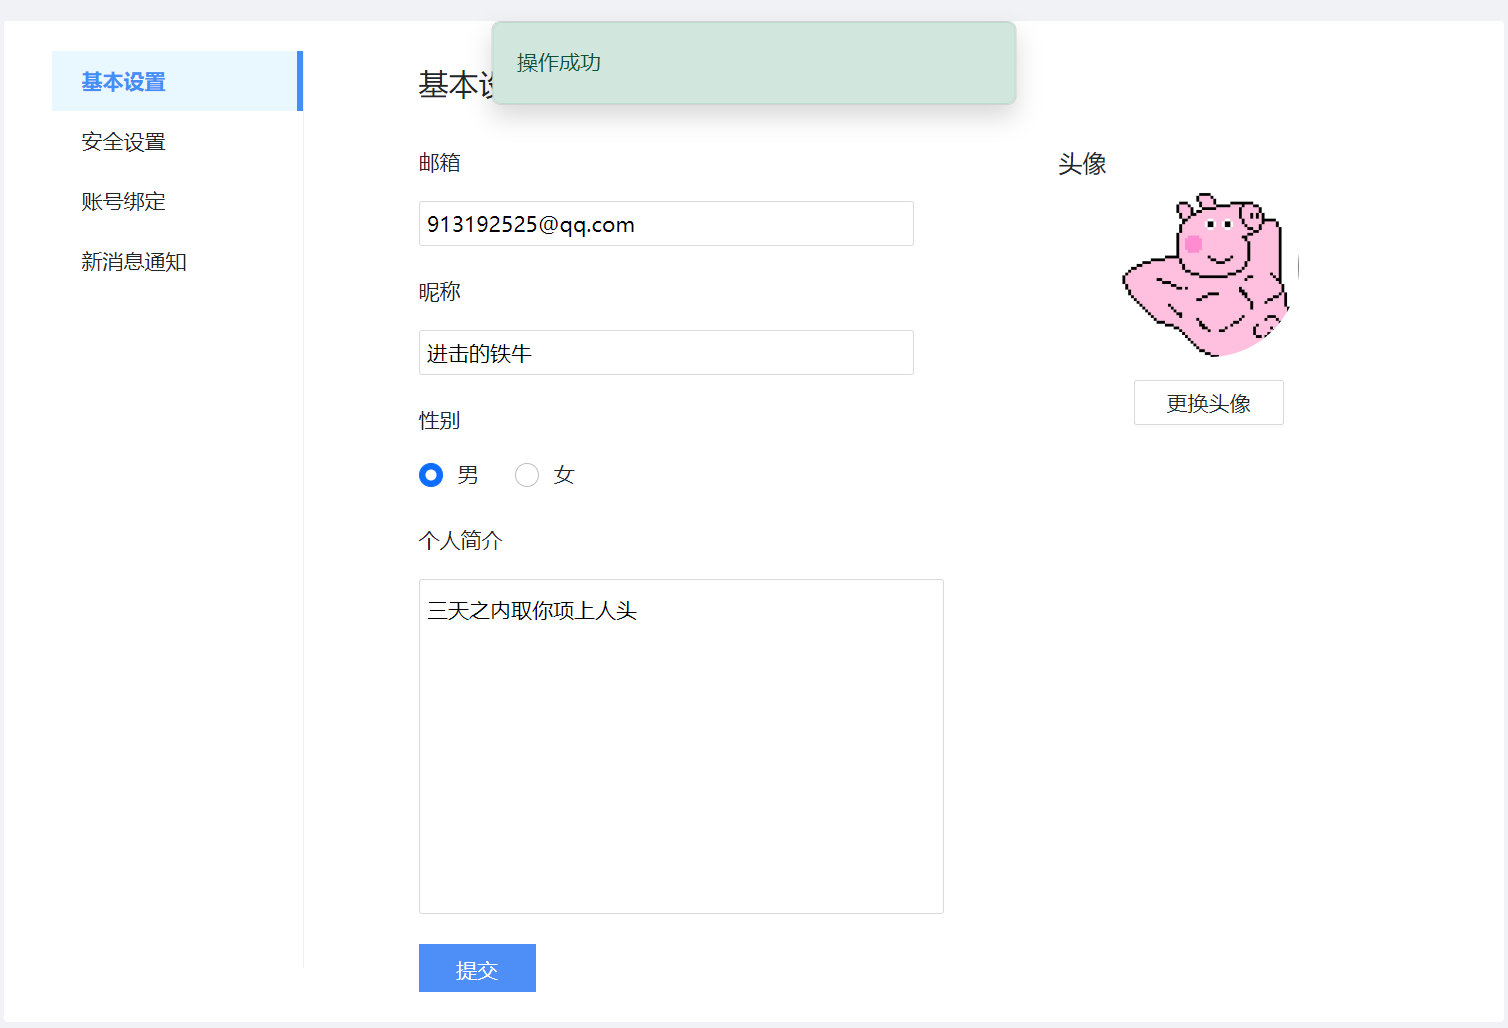 操作成功
基本设置
安全设置
账号绑定
新消息通知
基本
邮箱
913192525@qq.com
昵称
进击的铁牛
性别
男
女
个人简介
三天之内取你项上人头
提交
头像
更换头像